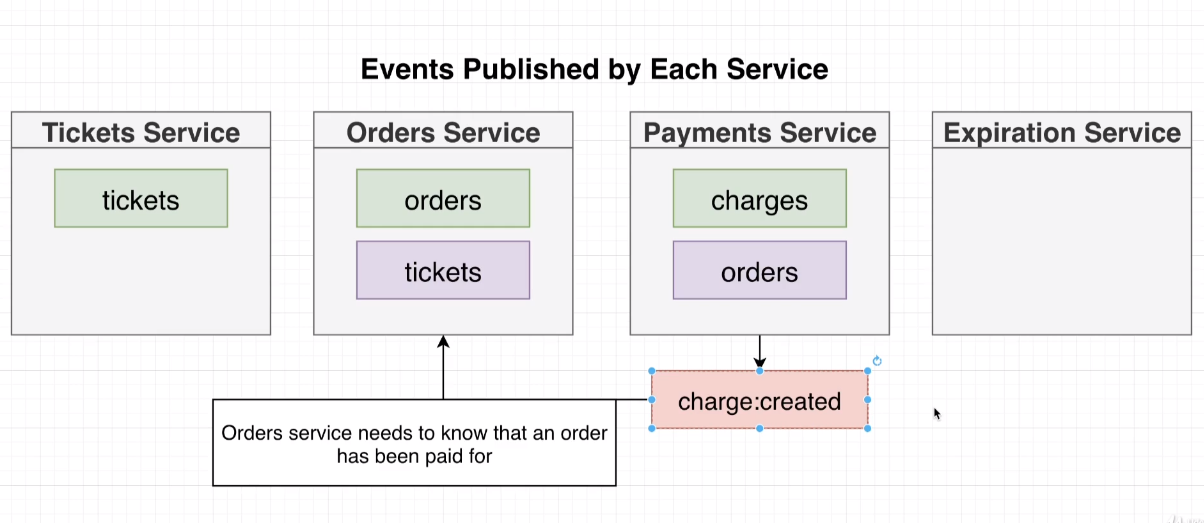 Events Published by Each Service
Tickets Service
Orders Service
Payments Service
Expiration Service
tickets
orders
charges
tickets
orders
charge:created
Orders service needs to know that an order
has been paid for